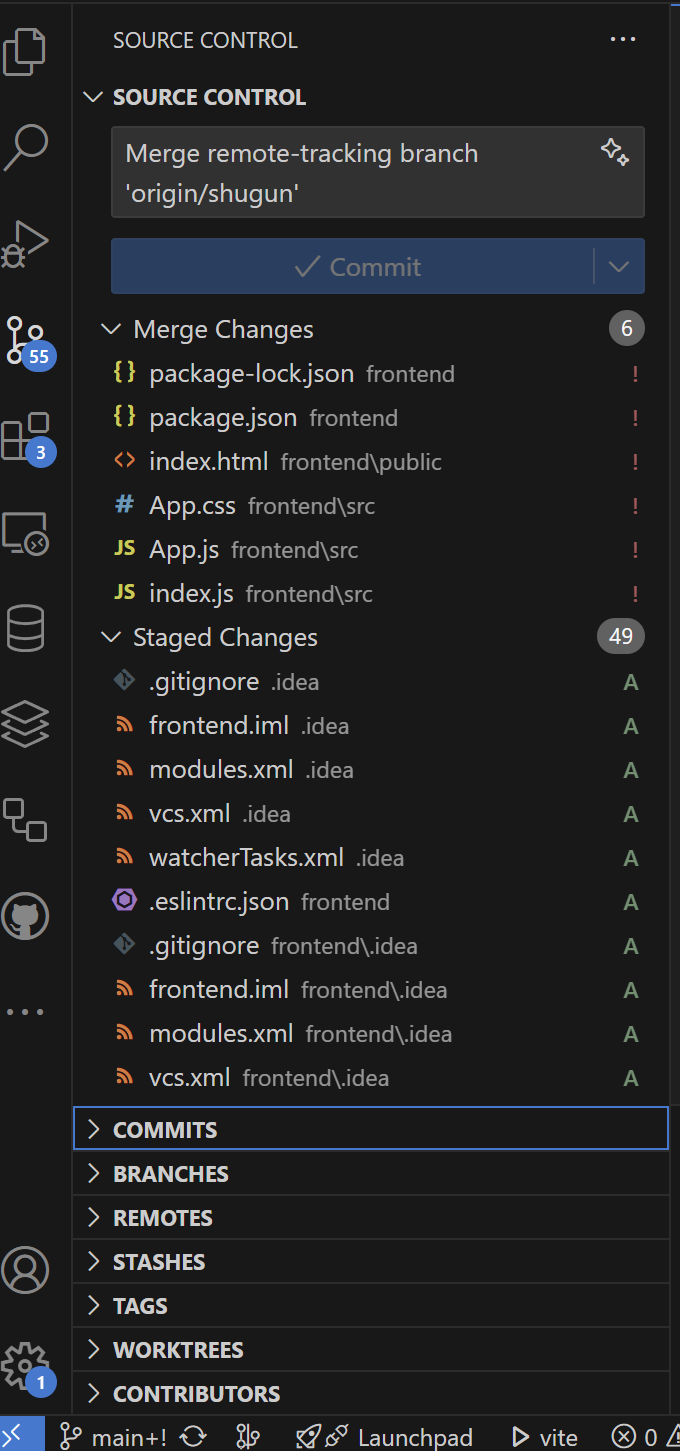 SOURCE CONTROL
SOURCE CONTROL
Merge remote-tracking branch
'origin/shugun'
Commit
Merge Changes 6
{} package-lock.json frontend !
{} package.json frontend !
<> index.html frontend\public !
# App.css frontend\src !
JS App.js frontend\src !
JS index.js frontend\src !
Staged Changes 49
.gitignore .idea A
frontend.iml .idea A
modules.xml .idea A
vcs.xml .idea A
watcherTasks.xml .idea A
.eslintrc.json frontend A
.gitignore frontend\.idea A
frontend.iml frontend\.idea A
modules.xml frontend\.idea A
vcs.xml frontend\.idea A
COMMITS
BRANCHES
REMOTES
STASHES
TAGS
WORKTREES
CONTRIBUTORS
55
3
1
main+! Launchpad vite 0